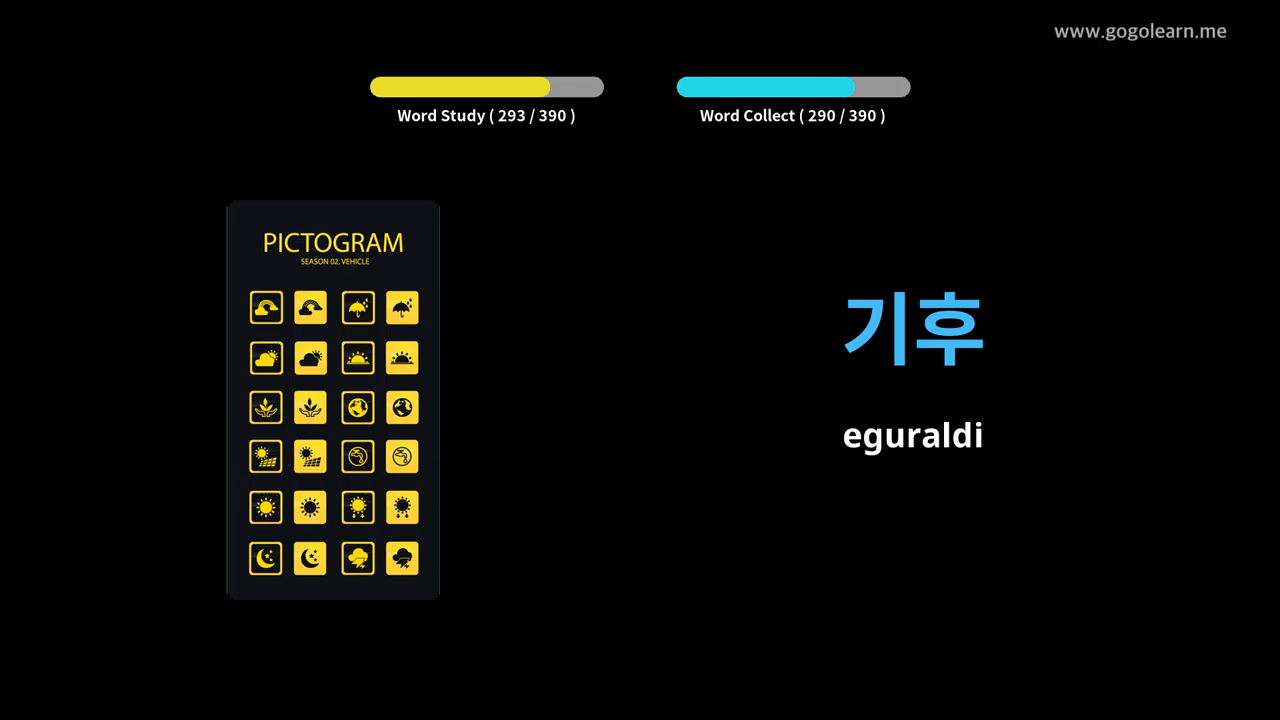 www.gogolearn.me
Word Study ( 293 / 390 )
Word Collect ( 290 / 390 )
PICTOGRAM
SEASON 02. VEHICLE
기후
eguraldi